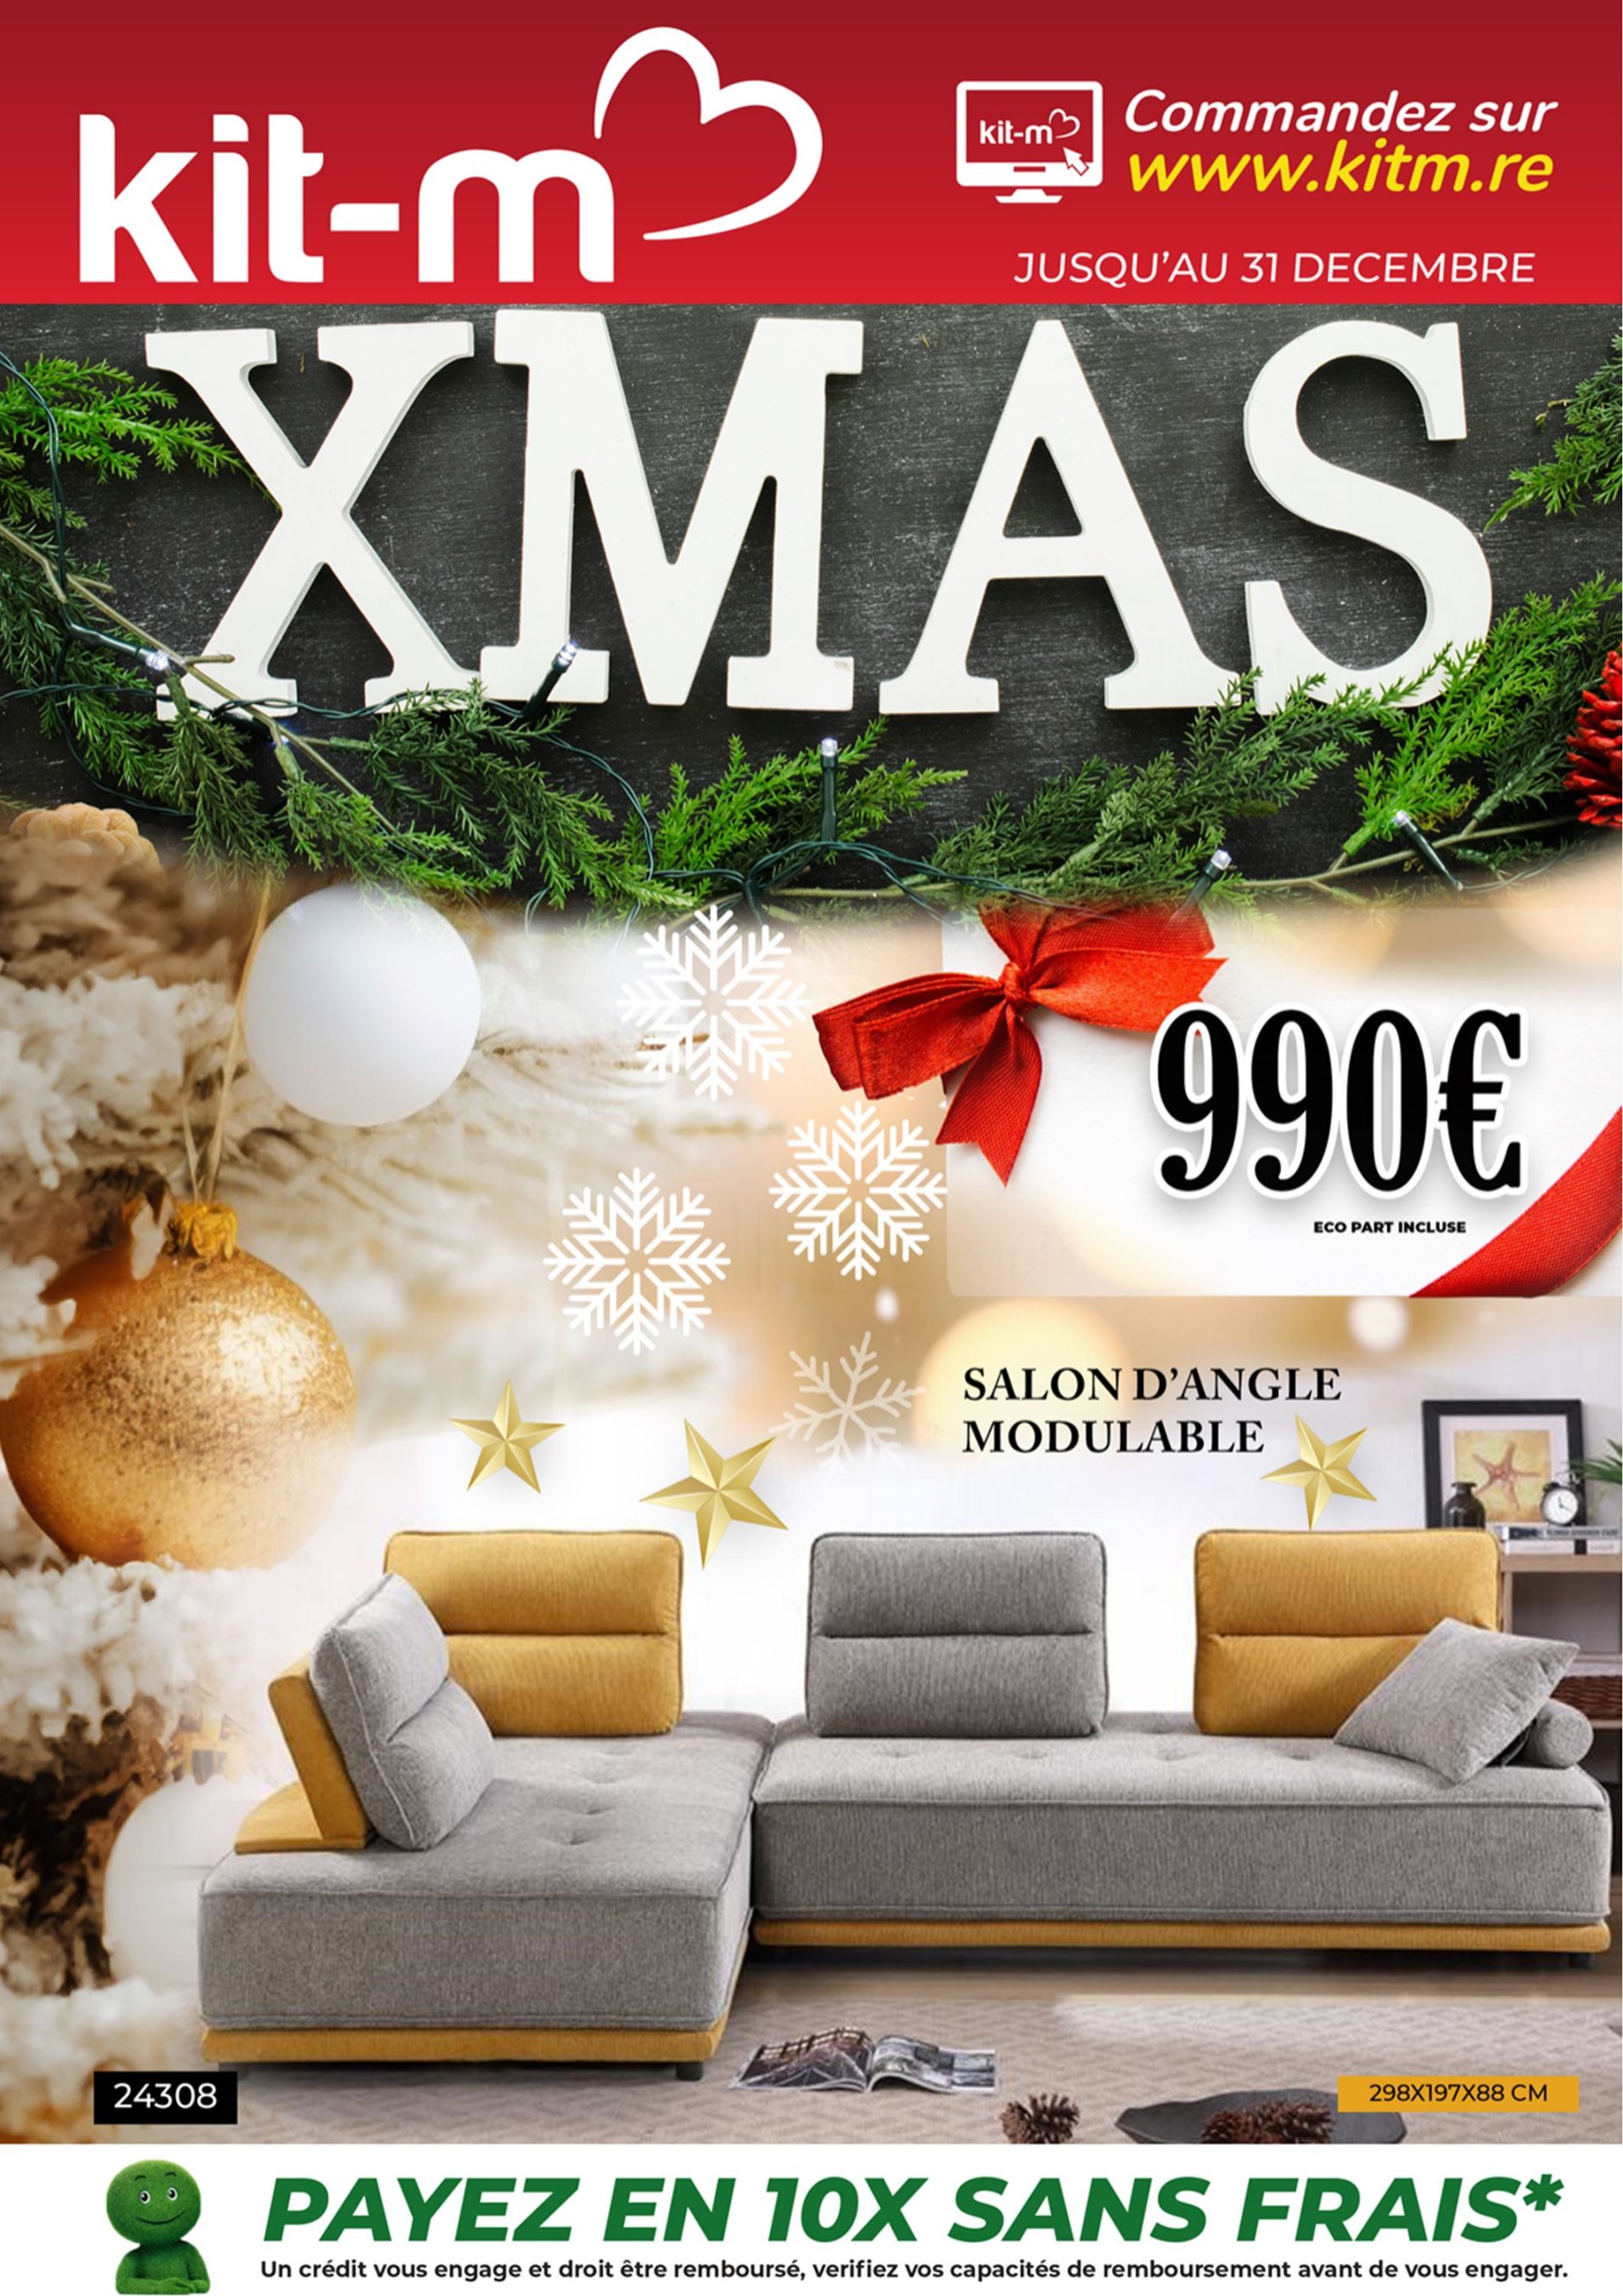 kit-m
kit-m
Commandez sur
www.kitm.re
JUSQU'AU 31 DECEMBRE
XMAS
990€
ECO PART INCLUSE
SALON D'ANGLE
MODULABLE
24308
298X197X88 CM
PAYEZ EN 10X SANS FRAIS*
Un crédit vous engage et droit être remboursé, verifiez vos capacités de remboursement avant de vous engager.